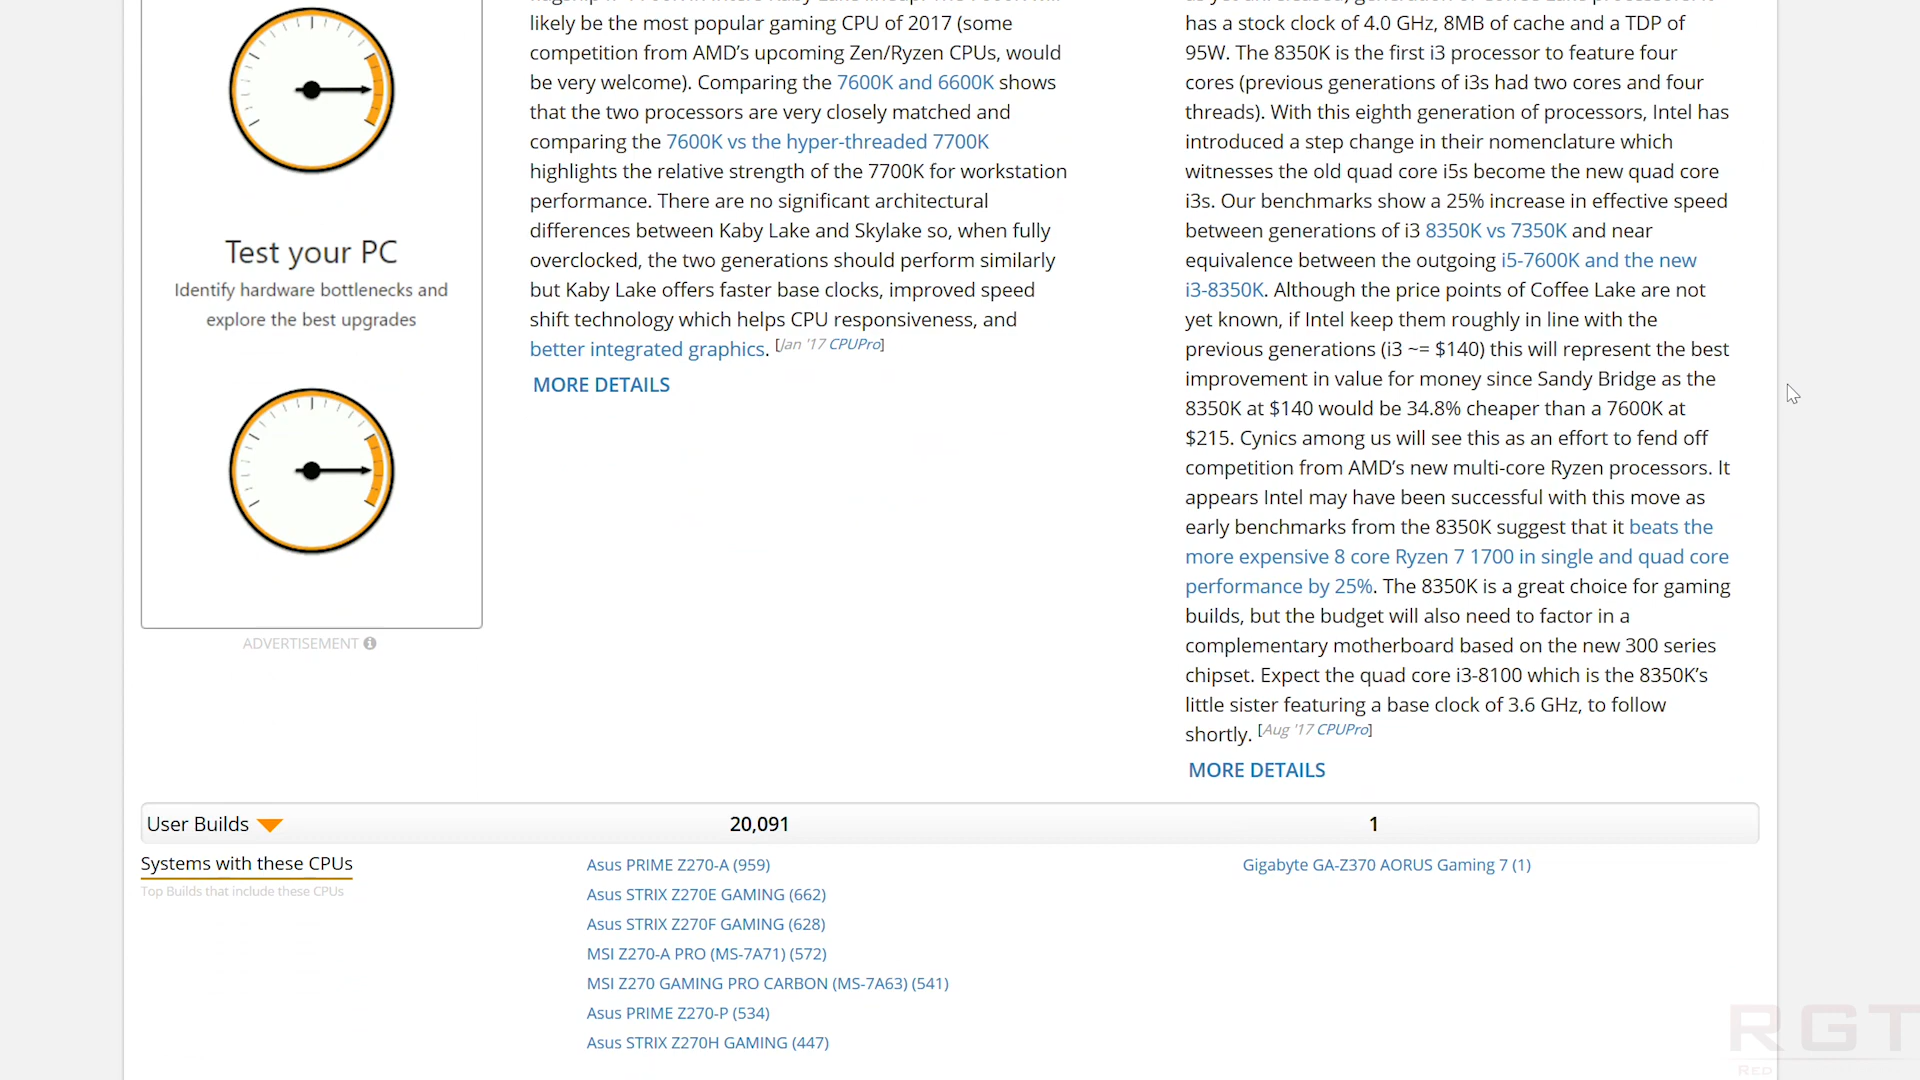 Test your PC
Identify hardware bottlenecks and
explore the best upgrades
ADVERTISEMENT
likely be the most popular gaming CPU of 2017 (some
competition from AMD’s upcoming Zen/Ryzen CPUs, would
be very welcome). Comparing the 7600K and 6600K shows
that the two processors are very closely matched and
comparing the 7600K vs the hyper-threaded 7700K
highlights the relative strength of the 7700K for workstation
performance. There are no significant architectural
differences between Kaby Lake and Skylake so, when fully
overclocked, the two generations should perform similarly
but Kaby Lake offers faster base clocks, improved speed
shift technology which helps CPU responsiveness, and
better integrated graphics. [Jan '17 CPUPro]
MORE DETAILS
has a stock clock of 4.0 GHz, 8MB of cache and a TDP of
95W. The 8350K is the first i3 processor to feature four
cores (previous generations of i3s had two cores and four
threads). With this eighth generation of processors, Intel has
introduced a step change in their nomenclature which
witnesses the old quad core i5s become the new quad core
i3s. Our benchmarks show a 25% increase in effective speed
between generations of i3 8350K vs 7350K and near
equivalence between the outgoing i5-7600K and the new
i3-8350K. Although the price points of Coffee Lake are not
yet known, if Intel keep them roughly in line with the
previous generations (i3 ~= $140) this will represent the best
improvement in value for money since Sandy Bridge as the
8350K at $140 would be 34.8% cheaper than a 7600K at
$215. Cynics among us will see this as an effort to fend off
competition from AMD’s new multi-core Ryzen processors. It
appears Intel may have been successful with this move as
early benchmarks from the 8350K suggest that it beats the
more expensive 8 core Ryzen 7 1700 in single and quad core
performance by 25%. The 8350K is a great choice for gaming
builds, but the budget will also need to factor in a
complementary motherboard based on the new 300 series
chipset. Expect the quad core i3-8100 which is the 8350K’s
little sister featuring a base clock of 3.6 GHz, to follow
shortly. [Aug '17 CPUPro]
MORE DETAILS
User Builds 20,091 1
Systems with these CPUs
Top Builds that include these CPUs
Asus PRIME Z270-A (959)
Asus STRIX Z270E GAMING (662)
Asus STRIX Z270F GAMING (628)
MSI Z270-A PRO (MS-7A71) (572)
MSI Z270 GAMING PRO CARBON (MS-7A63) (541)
Asus PRIME Z270-P (534)
Asus STRIX Z270H GAMING (447)
Gigabyte GA-Z370 AORUS Gaming 7 (1)
RGT
RED